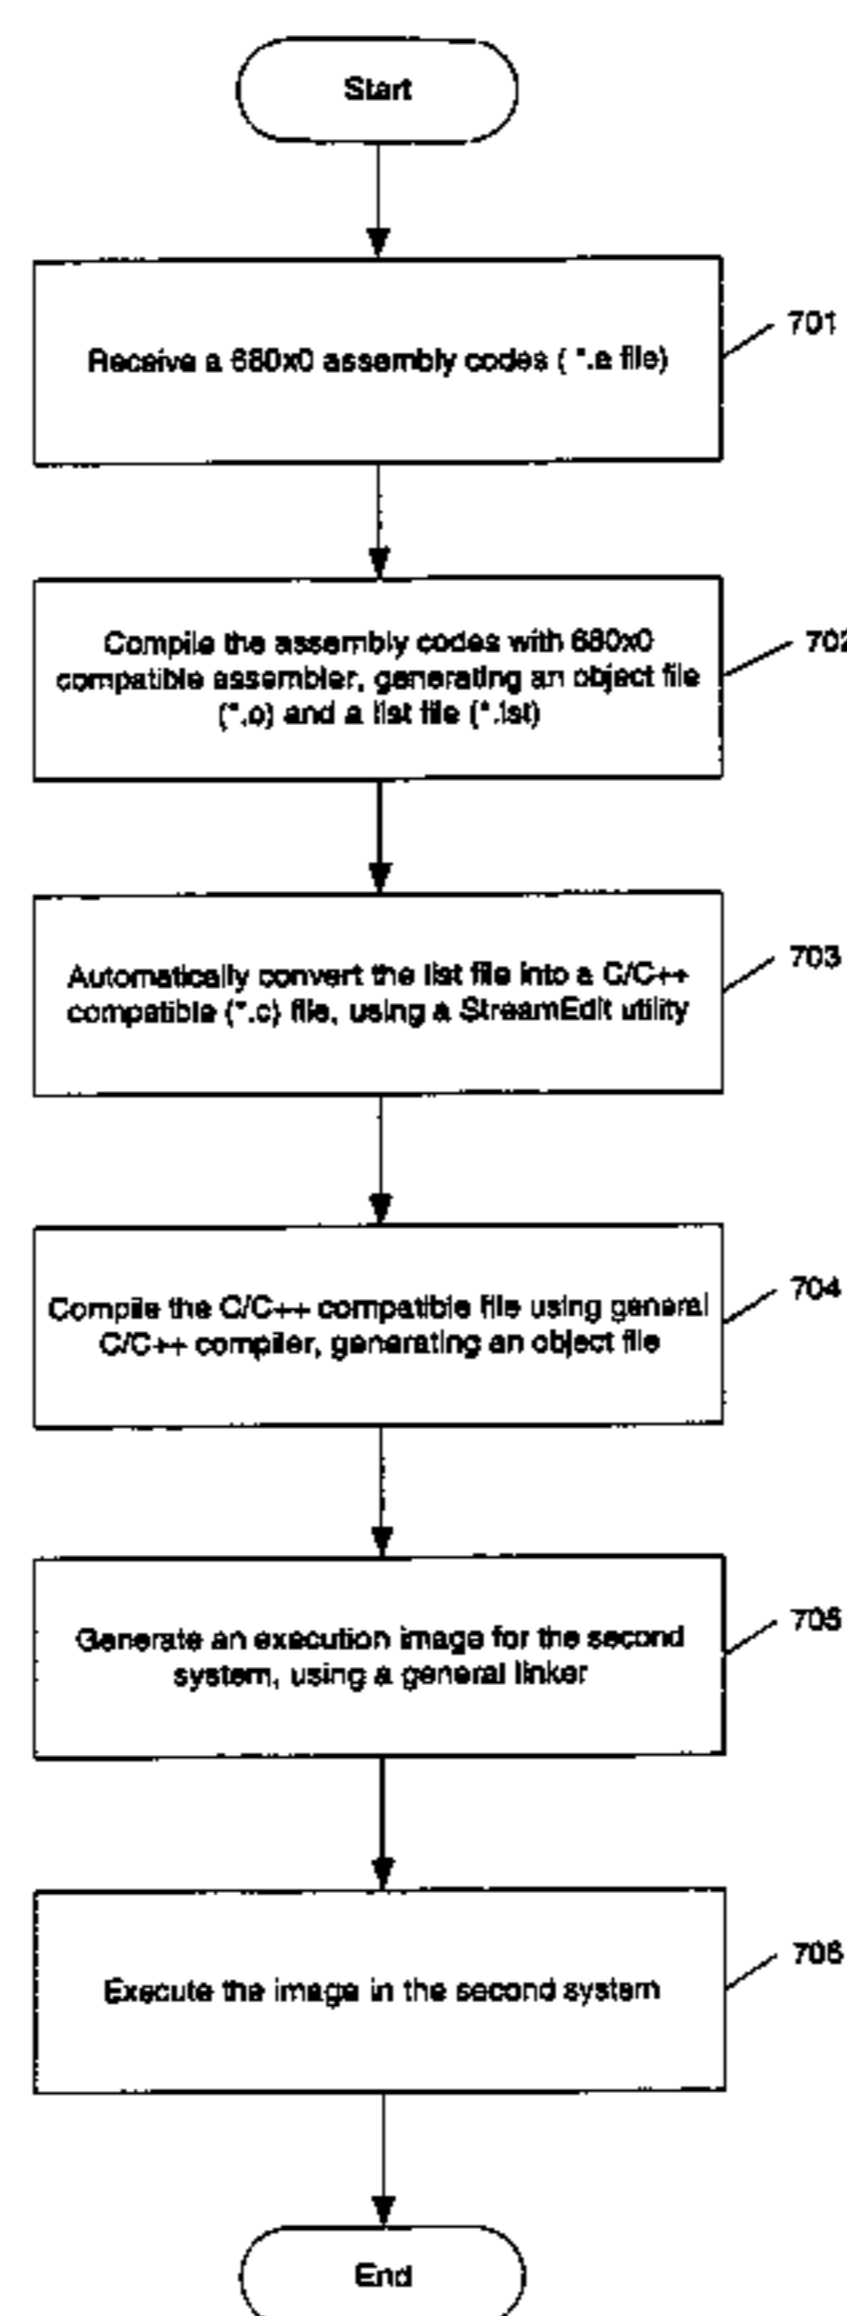 Start
Receive a 680x0 assembly codes ( *.a file)
701
Compile the assembly codes with 680x0
compatible assembler, generating an object file
(*.o) and a list file (*.lst)
702
Automatically convert the list file into a C/C++
compatible (*.c) file, using a StreamEdit utility
703
Compile the C/C++ compatible file using general
C/C++ compiler, generating an object file
704
Generate an execution image for the second
system, using a general linker
705
Execute the image in the second system
706
End